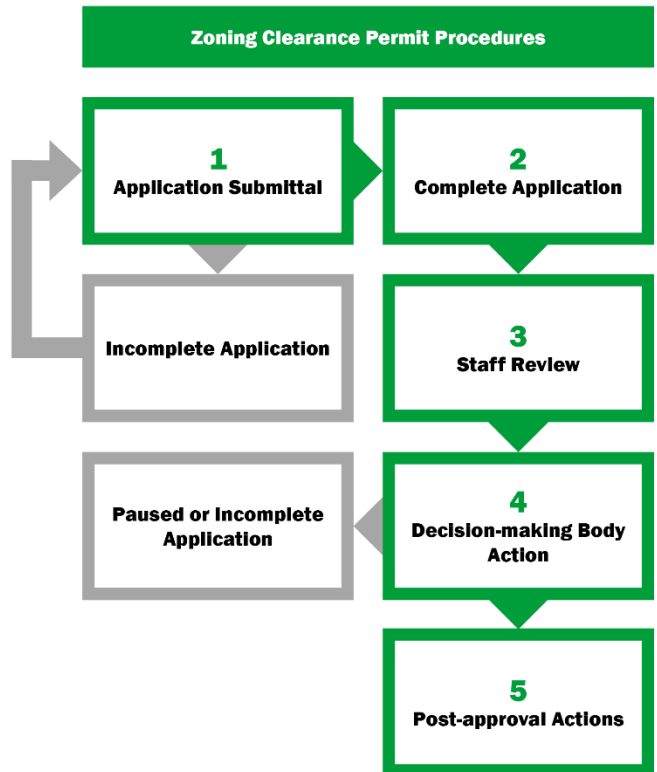 Zoning Clearance Permit Procedures
1
Application Submittal
2
Complete Application
Incomplete Application
3
Staff Review
Paused or Incomplete
Application
4
Decision-making Body
Action
5
Post-approval Actions